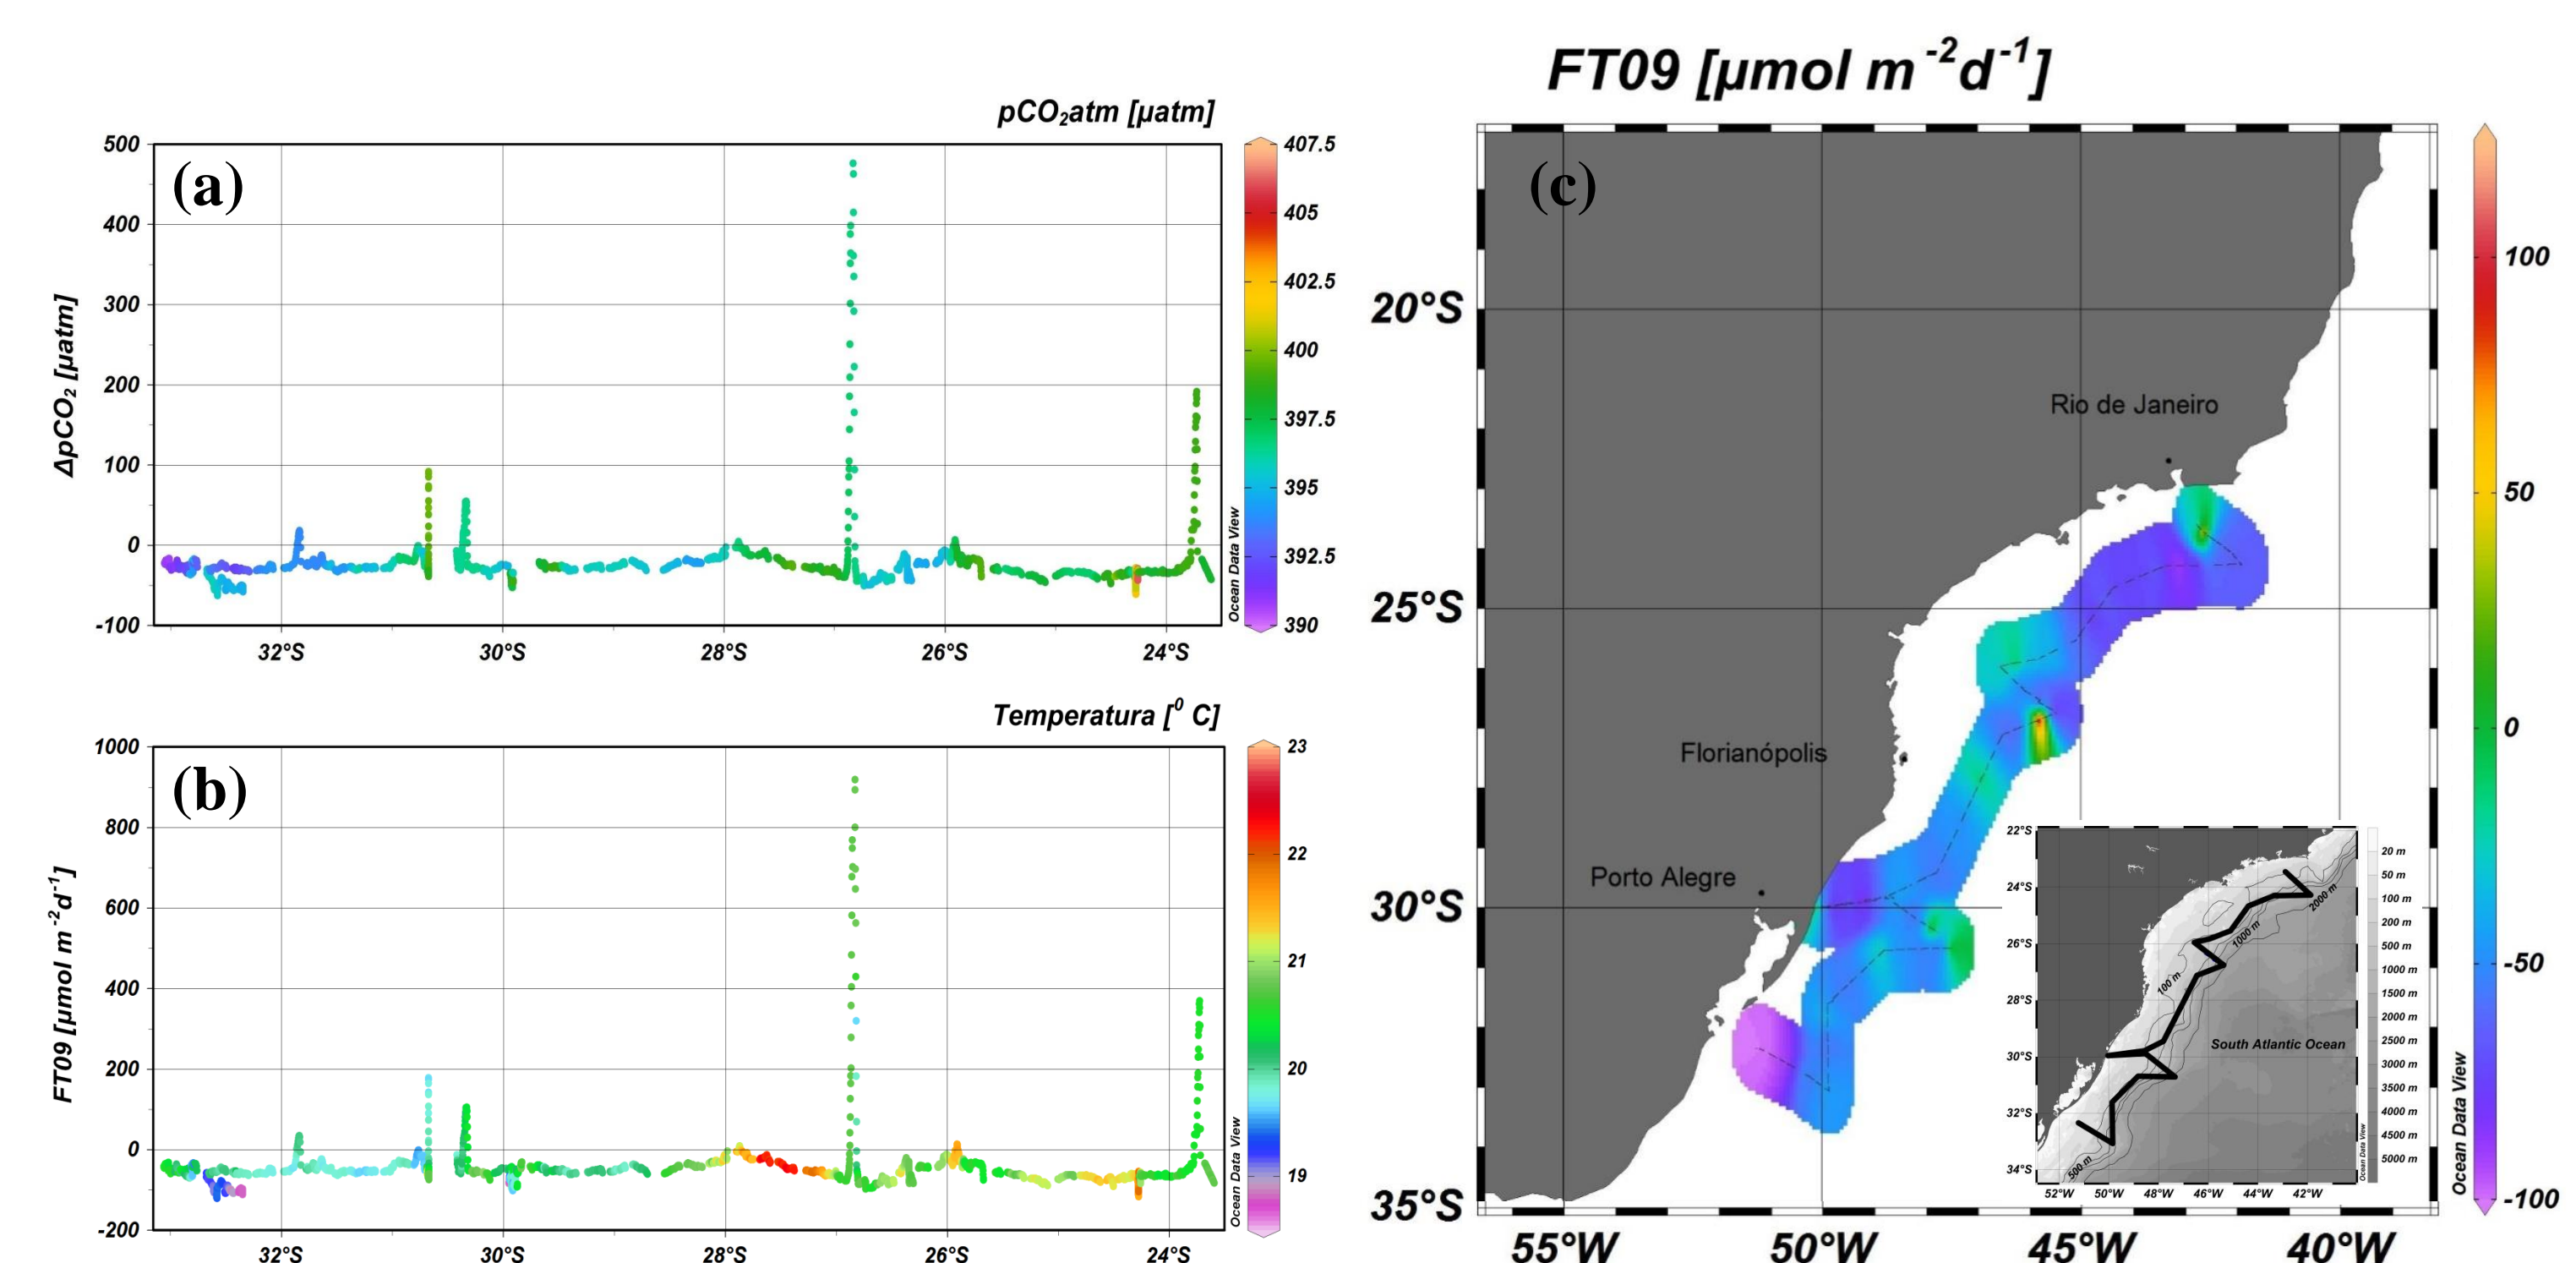 pCO₂atm [µatm]
(a)
500
400
300
200
100
0
-100
ΔpCO₂ [µatm]
32°S 30°S 28°S 26°S 24°S
407.5
405
402.5
400
397.5
395
392.5
390
Ocean Data View
Temperatura [⁰ C]
(b)
1000
800
600
400
200
0
-200
FT09 [µmol m⁻²d⁻¹]
32°S 30°S 28°S 26°S 24°S
23
22
21
20
19
Ocean Data View
FT09 [µmol m⁻²d⁻¹]
(c)
20°S
25°S
30°S
35°S
55°W 50°W 45°W 40°W
Rio de Janeiro
Florianópolis
Porto Alegre
100
50
0
-50
-100
Ocean Data View
22°S
24°S
26°S
28°S
30°S
32°S
34°S
52°W 50°W 48°W 46°W 44°W 42°W
2000 m
1000 m
100 m
500 m
South Atlantic Ocean
20 m
50 m
100 m
200 m
500 m
1000 m
1500 m
2000 m
2500 m
3000 m
3500 m
4000 m
4500 m
5000 m
Ocean Data View